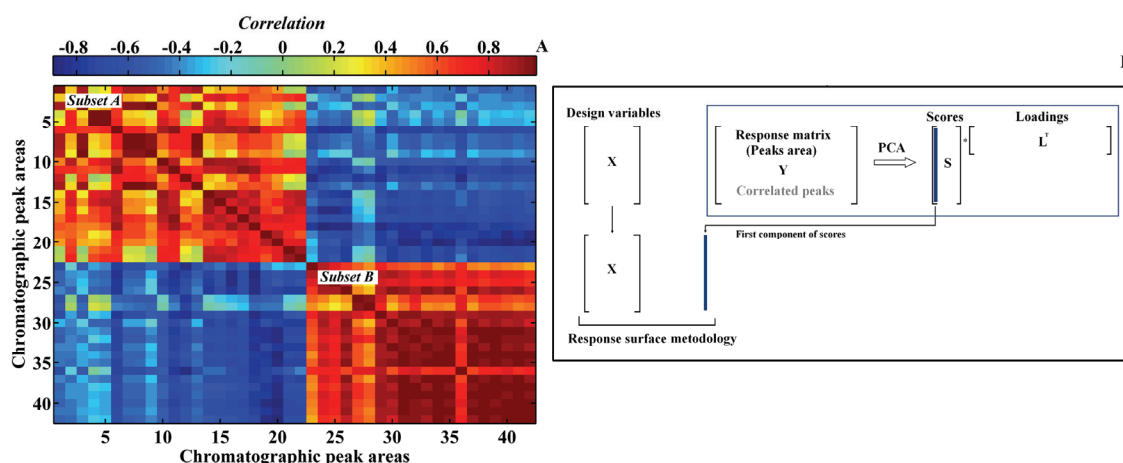 Correlation
-0.8 -0.6 -0.4 -0.2 0 0.2 0.4 0.6 0.8 A
Subset A
Subset B
5
10
15
20
25
30
35
40
Chromatographic peak areas
5 10 15 20 25 30 35 40
Chromatographic peak areas
Design variables
X
Response matrix
(Peaks area)
Y
Correlated peaks
PCA
Scores
S
*
Loadings
L^T
First component of scores
X
Response surface methodology